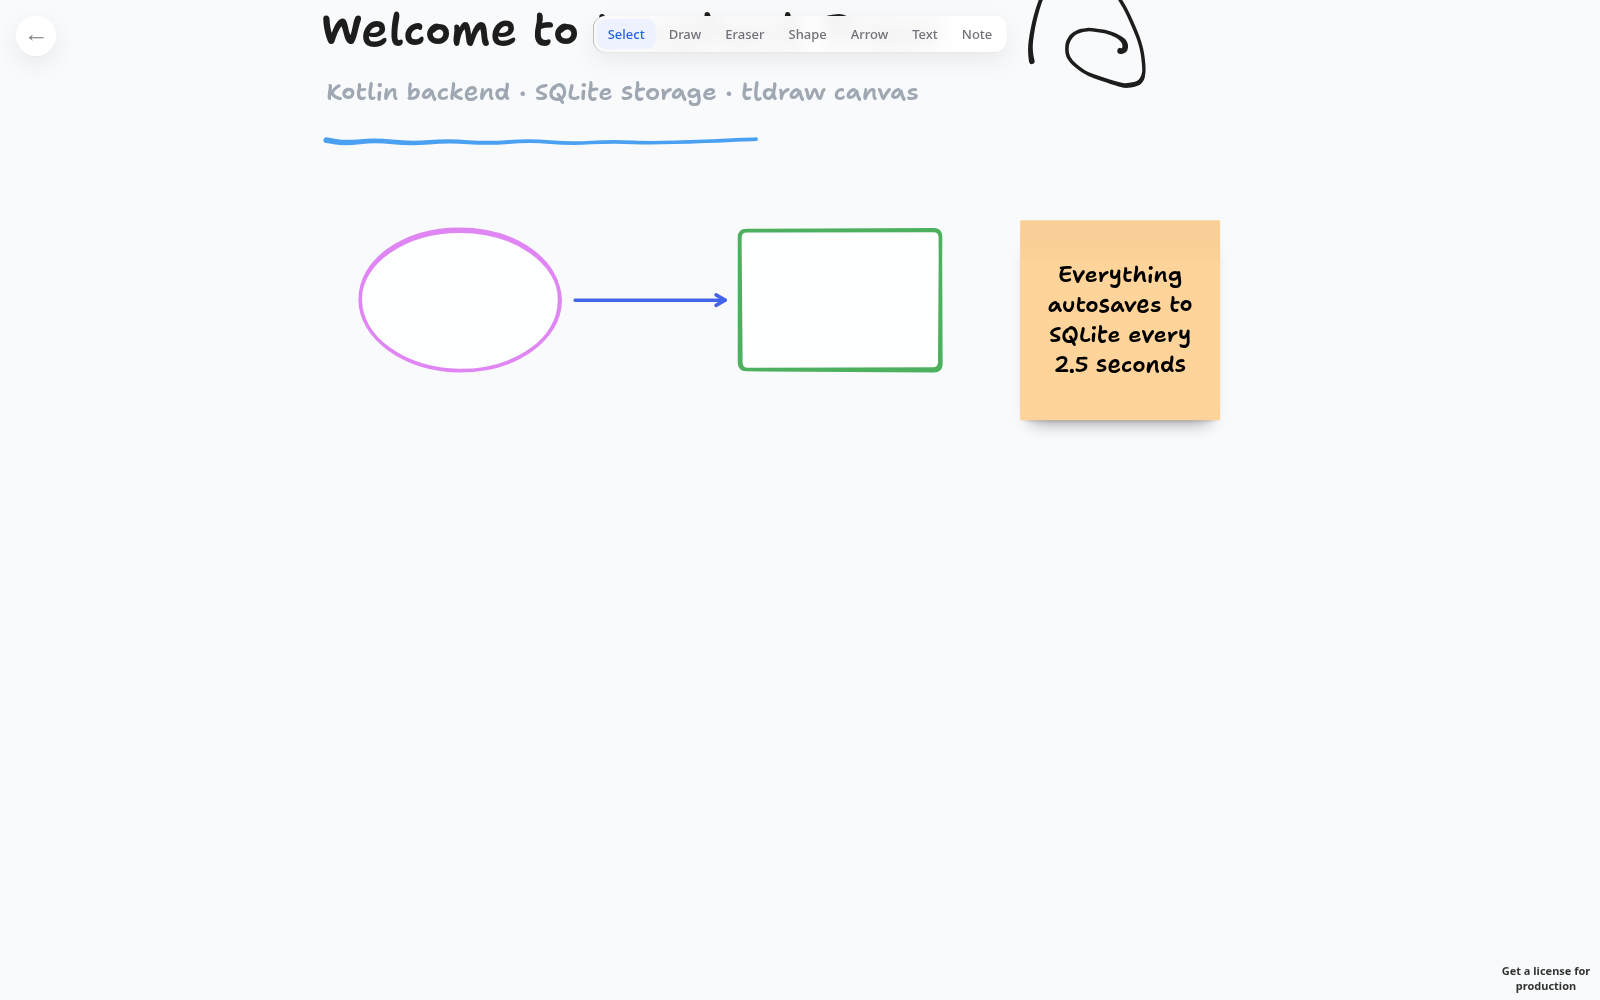 Welcome to
Select Draw Eraser Shape Arrow Text Note
←
Kotlin backend · SQLite storage · tldraw canvas
Everything
autosaves to
SQLite every
2.5 seconds
Get a license for
production